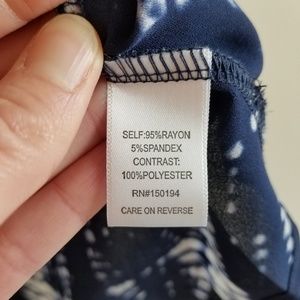 SELF:95%RAYON
5%SPANDEX
CONTRAST:
100%POLYESTER
RN#150194
CARE ON REVERSE